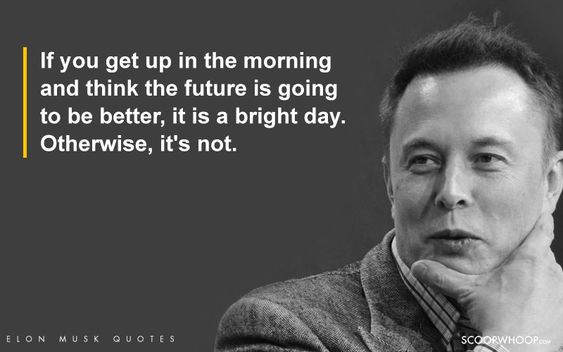 If you get up in the morning
and think the future is going
to be better, it is a bright day.
Otherwise, it's not.
ELON MUSK QUOTES
SCOORWHOOP.COM